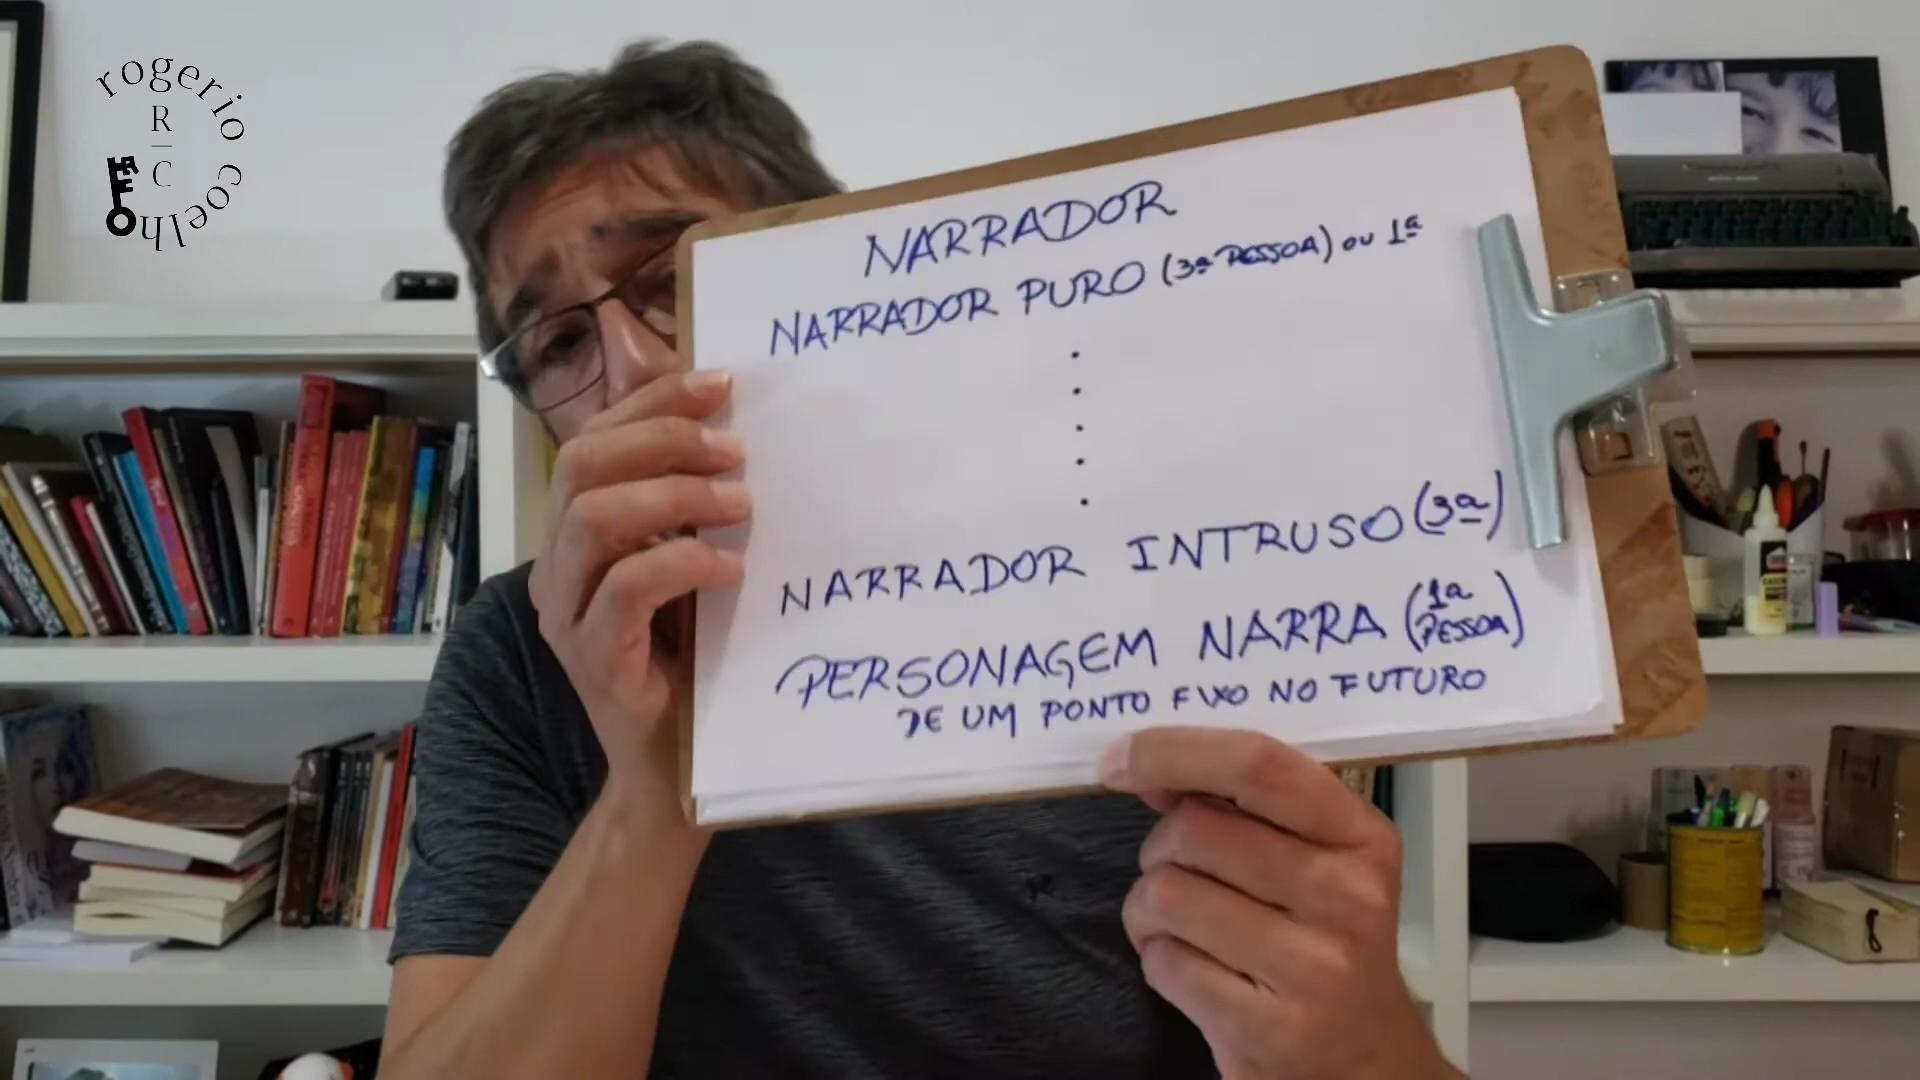 rogerio coelho
R
C
NARRADOR
NARRADOR PURO (3ª PESSOA) OU 1ª
NARRADOR INTRUSO (3ª)
PERSONAGEM NARRA (1ª PESSOA)
DE UM PONTO FIXO NO FUTURO